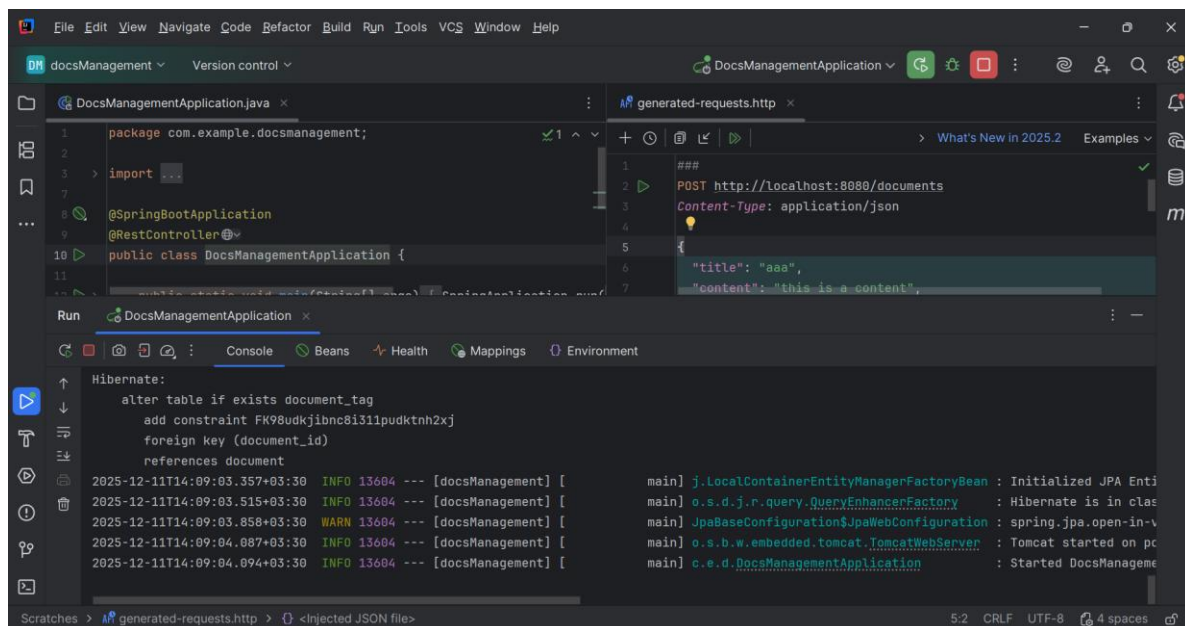 File Edit View Navigate Code Refactor Build Run Tools VCS Window Help
DM docsManagement Version control DocsManagementApplication
DocsManagementApplication.java
1 package com.example.docsmanagement;
1
2
3 import ...
7
8 @SpringBootApplication
9 @RestController
10 public class DocsManagementApplication {
11
generated-requests.http
What's New in 2025.2 Examples
1 ###
2 POST http://localhost:8080/documents
3 Content-Type: application/json
4
5 {
6 "title": "aaa",
7 "content": "this is a content",
Run DocsManagementApplication
Console Beans Health Mappings Environment
Hibernate:
alter table if exists document_tag
add constraint FK98udkjibnc8i311pudktnh2xj
foreign key (document_id)
references document
2025-12-11T14:09:03.357+03:30 INFO 13604 --- [docsManagement] [ main] j.LocalContainerEntityManagerFactoryBean : Initialized JPA Enti
2025-12-11T14:09:03.515+03:30 INFO 13604 --- [docsManagement] [ main] o.s.d.j.r.query.QueryEnhancerFactory : Hibernate is in clas
2025-12-11T14:09:03.858+03:30 WARN 13604 --- [docsManagement] [ main] JpaBaseConfiguration$JpaWebConfiguration : spring.jpa.open-in-v
2025-12-11T14:09:04.087+03:30 INFO 13604 --- [docsManagement] [ main] o.s.b.w.embedded.tomcat.TomcatWebServer : Tomcat started on po
2025-12-11T14:09:04.094+03:30 INFO 13604 --- [docsManagement] [ main] c.e.d.DocsManagementApplication : Started DocsManageme
Scratches > generated-requests.http > {} <Injected JSON file> 5:2 CRLF UTF-8 4 spaces